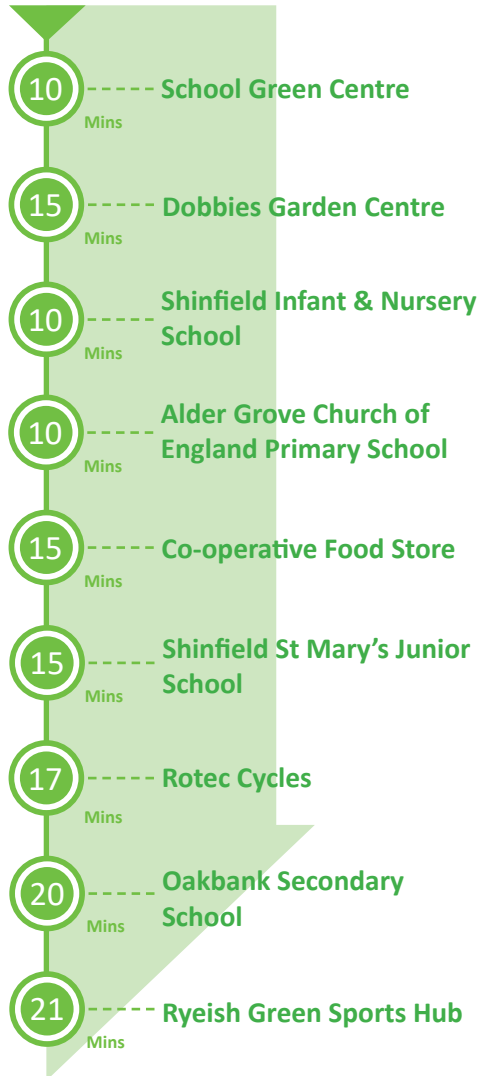 10
Mins
School Green Centre
15
Mins
Dobbies Garden Centre
10
Mins
Shinfield Infant & Nursery
School
10
Mins
Alder Grove Church of
England Primary School
15
Mins
Co-operative Food Store
15
Mins
Shinfield St Mary’s Junior
School
17
Mins
Rotec Cycles
20
Mins
Oakbank Secondary
School
21
Mins
Ryeish Green Sports Hub